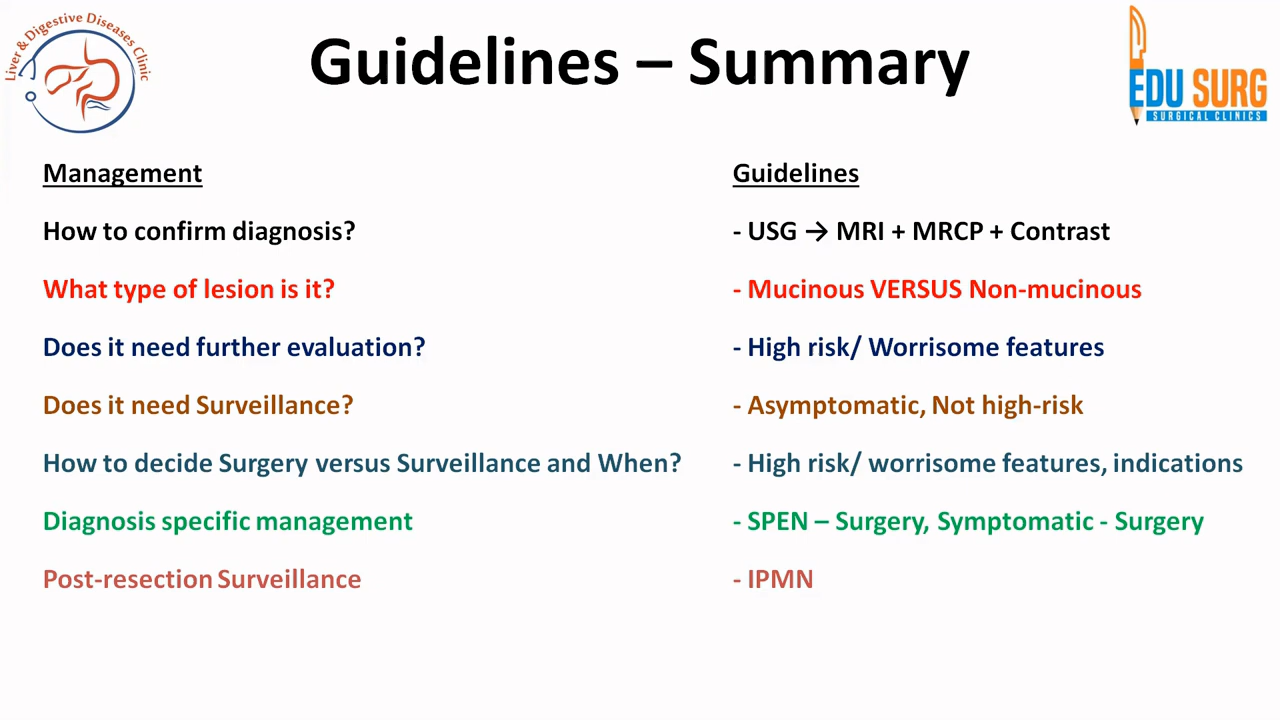 Liver & Digestive Diseases Clinic
Guidelines – Summary
EDU SURG
SURGICAL CLINICS
Management
Guidelines
How to confirm diagnosis?
- USG → MRI + MRCP + Contrast
What type of lesion is it?
- Mucinous VERSUS Non-mucinous
Does it need further evaluation?
- High risk/ Worrisome features
Does it need Surveillance?
- Asymptomatic, Not high-risk
How to decide Surgery versus Surveillance and When?
- High risk/ worrisome features, indications
Diagnosis specific management
- SPEN – Surgery, Symptomatic - Surgery
Post-resection Surveillance
- IPMN